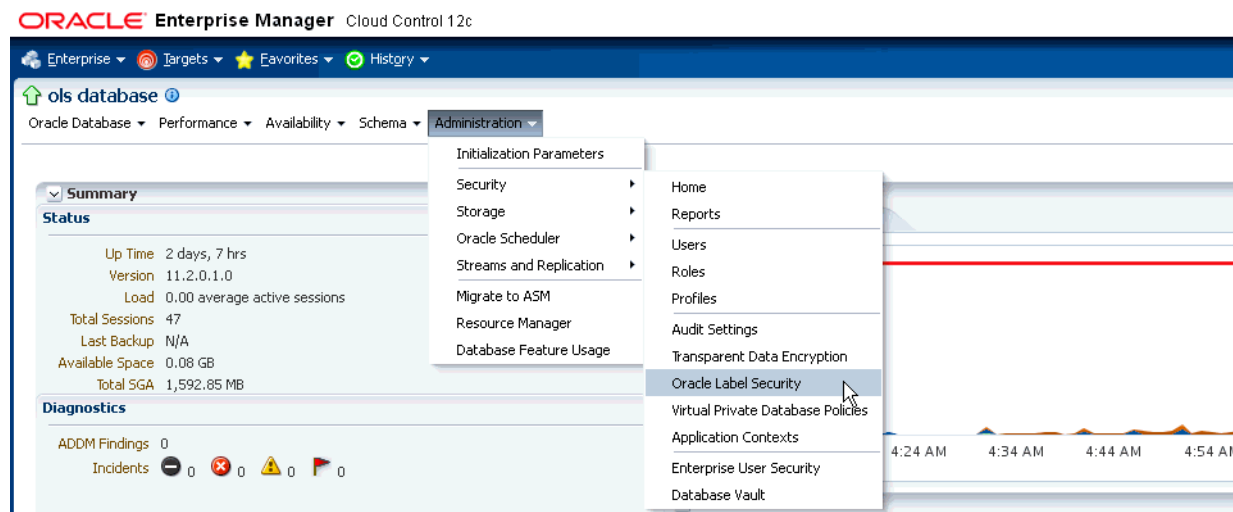 ORACLE Enterprise Manager Cloud Control 12c
Enterprise Targets Favorites History
ols database
Oracle Database Performance Availability Schema Administration
Initialization Parameters
Security
Storage
Oracle Scheduler
Streams and Replication
Migrate to ASM
Resource Manager
Database Feature Usage
Home
Reports
Users
Roles
Profiles
Audit Settings
Transparent Data Encryption
Oracle Label Security
Virtual Private Database Policies
Application Contexts
Enterprise User Security
Database Vault
Summary
Status
Up Time 2 days, 7 hrs
Version 11.2.0.1.0
Load 0.00 average active sessions
Total Sessions 47
Last Backup N/A
Available Space 0.08 GB
Total SGA 1,592.85 MB
Diagnostics
ADDM Findings 0
Incidents 0 0 0 0
4:24 AM 4:34 AM 4:44 AM 4:54 AM